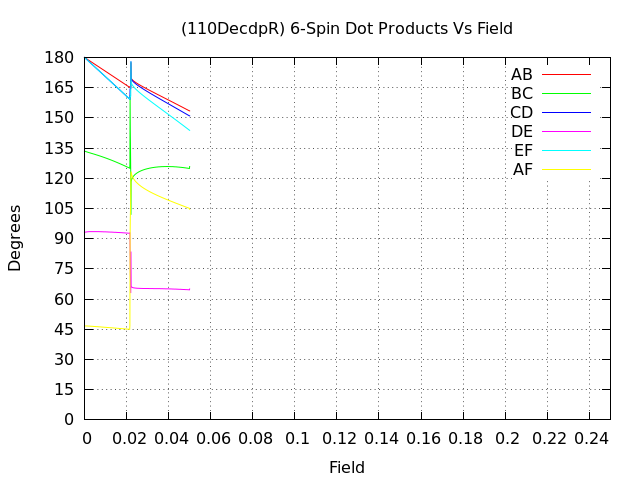 (110DecdpR) 6-Spin Dot Products Vs Field
180
165
150
135
120
105
90
75
60
45
30
15
0
Degrees
AB
BC
CD
DE
EF
AF
0 0.02 0.04 0.06 0.08 0.1 0.12 0.14 0.16 0.18 0.2 0.22 0.24
Field